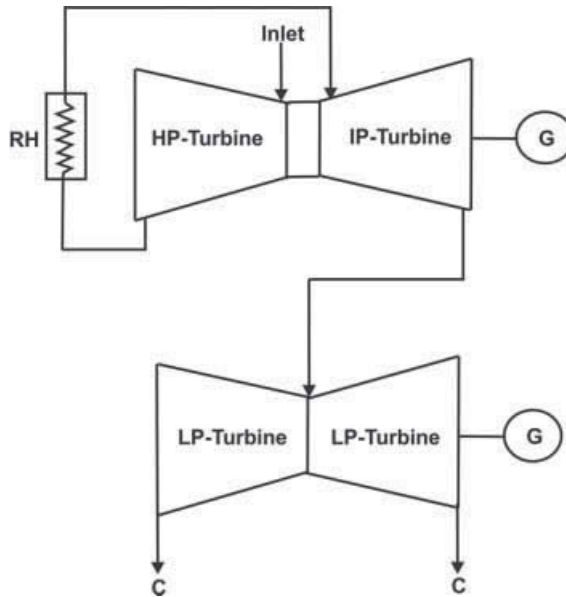 Inlet
RH
HP-Turbine
IP-Turbine
G
LP-Turbine
LP-Turbine
G
C
C